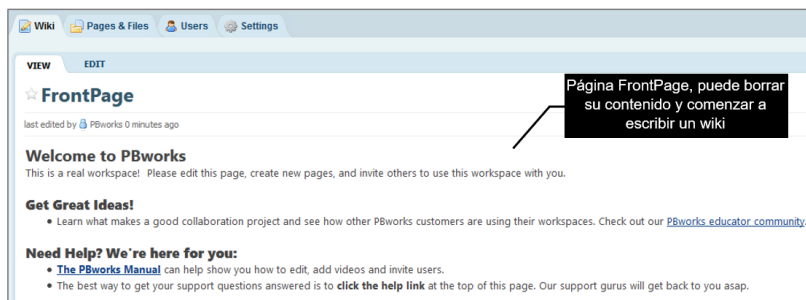 Wiki Pages & Files Users Settings
VIEW EDIT
FrontPage
Página FrontPage, puede borrar
su contenido y comenzar a
escribir un wiki
last edited by PBworks 0 minutes ago
Welcome to PBworks
This is a real workspace! Please edit this page, create new pages, and invite others to use this workspace with you.
Get Great Ideas!
• Learn what makes a good collaboration project and see how other PBworks customers are using their workspaces. Check out our PBworks educator community.
Need Help? We're here for you:
• The PBworks Manual can help show you how to edit, add videos and invite users.
• The best way to get your support questions answered is to click the help link at the top of this page. Our support gurus will get back to you asap.